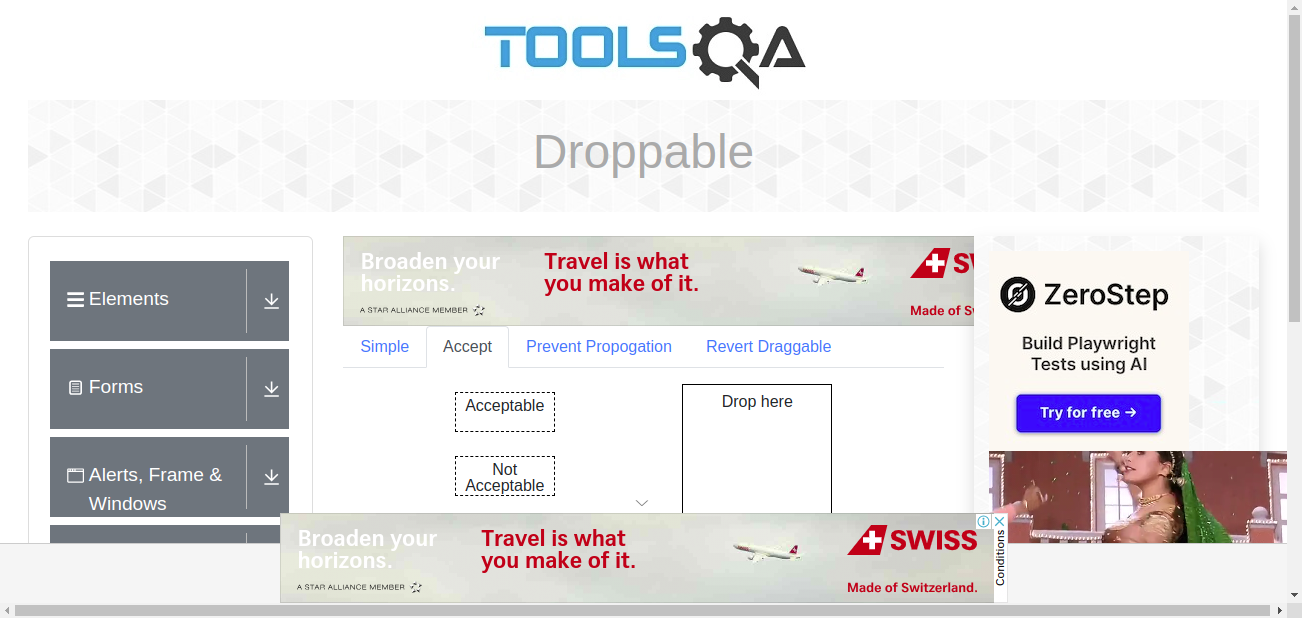 TOOLSQA
Droppable
Elements
Forms
Alerts, Frame &
Windows
Broaden your
horizons.
A STAR ALLIANCE MEMBER
Travel is what
you make of it.
Made of
Simple
Accept
Prevent Propogation
Revert Draggable
Acceptable
Not
Acceptable
Drop here
ZeroStep
Build Playwright
Tests using AI
Try for free →
Broaden your
horizons.
A STAR ALLIANCE MEMBER
Travel is what
you make of it.
SWISS
Made of Switzerland.
Conditions